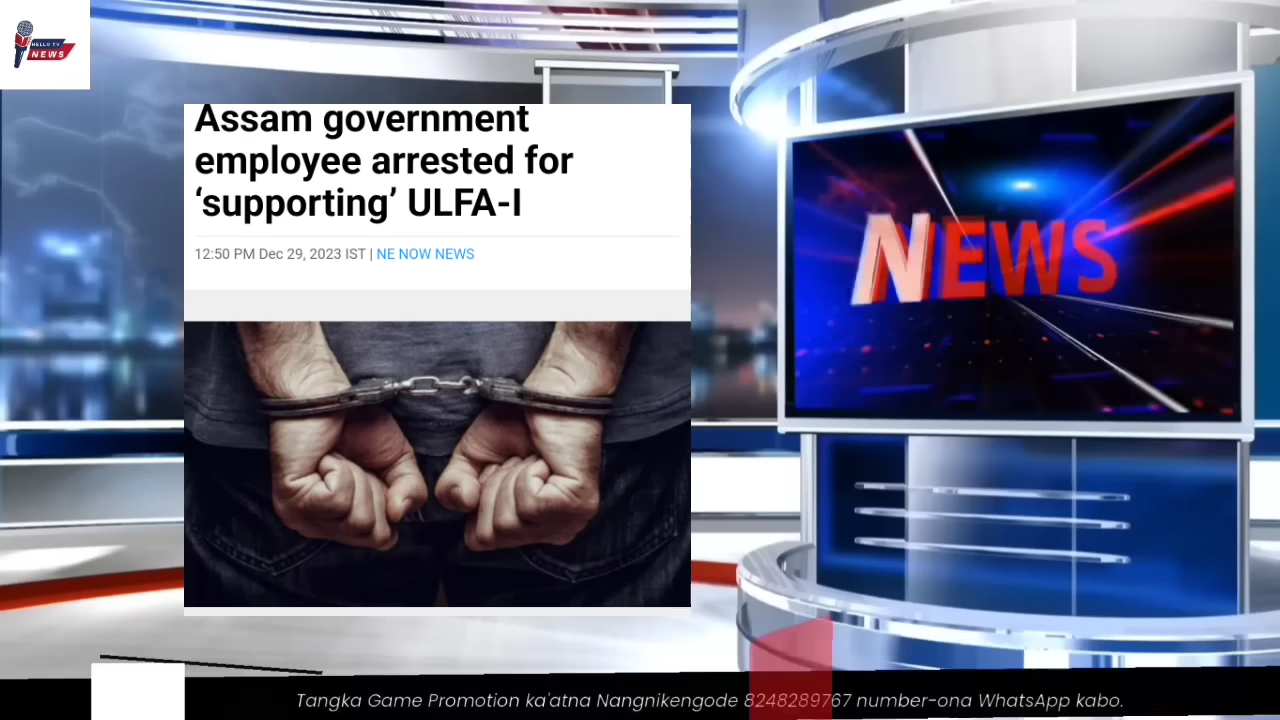 HELLO TV
NEWS
Assam government
employee arrested for
‘supporting’ ULFA-I
12:50 PM Dec 29, 2023 IST | NE NOW NEWS
NEWS
Tangka Game Promotion ka'atna Nangnikengode 8248289767 number-ona WhatsApp kabo.